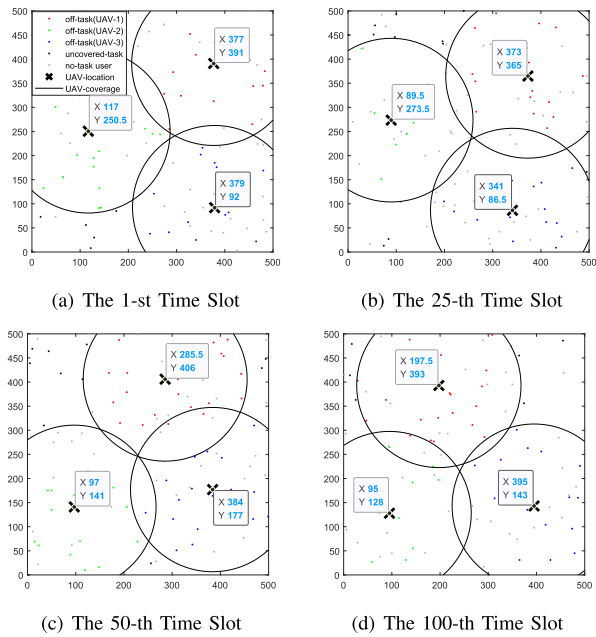 off-task(UAV-1)
off-task(UAV-2)
off-task(UAV-3)
uncovered-task
no-task user
UAV-location
UAV-coverage
X 377
Y 391
X 117
Y 250.5
X 379
Y 92
500
450
400
350
300
250
200
150
100
50
0
0 100 200 300 400 500
(a) The 1-st Time Slot
X 373
Y 365
X 89.5
Y 273.5
X 341
Y 86.5
500
450
400
350
300
250
200
150
100
50
0
0 100 200 300 400 500
(b) The 25-th Time Slot
X 285.5
Y 406
X 97
Y 141
X 384
Y 177
500
450
400
350
300
250
200
150
100
50
0
0 100 200 300 400 500
(c) The 50-th Time Slot
X 197.5
Y 393
X 95
Y 128
X 395
Y 143
500
450
400
350
300
250
200
150
100
50
0
0 100 200 300 400 500
(d) The 100-th Time Slot